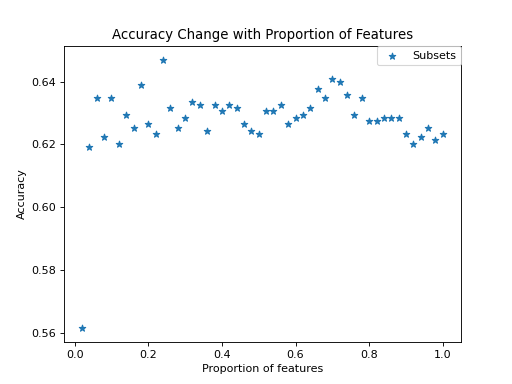 Accuracy Change with Proportion of Features
Subsets
0.64
0.62
0.60
0.58
0.56
Accuracy
0.0 0.2 0.4 0.6 0.8 1.0
Proportion of features